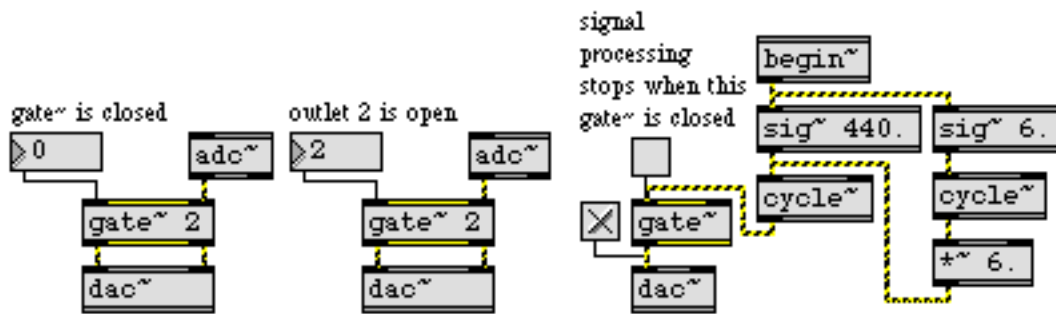 gate~ is closed
0
adc~
gate~ 2
dac~
outlet 2 is open
2
adc~
gate~ 2
dac~
signal
processing
stops when this
gate~ is closed
begin~
sig~ 440.
sig~ 6.
cycle~
cycle~
gate~
*~ 6.
dac~